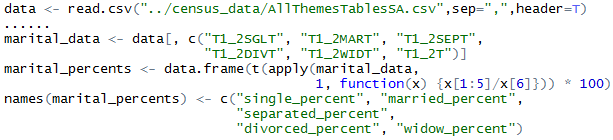 data <- read.csv("../census_data/AllThemesTablesSA.csv",sep=",",header=T)
......
marital_data <- data[, c("T1_2SGLT", "T1_2MART", "T1_2SEPT",
"T1_2DIVT", "T1_2WIDT", "T1_2T")]
marital_percents <- data.frame(t(apply(marital_data,
1, function(x) {x[1:5]/x[6]})) * 100)
names(marital_percents) <- c("single_percent", "married_percent",
"separated_percent",
"divorced_percent", "widow_percent")